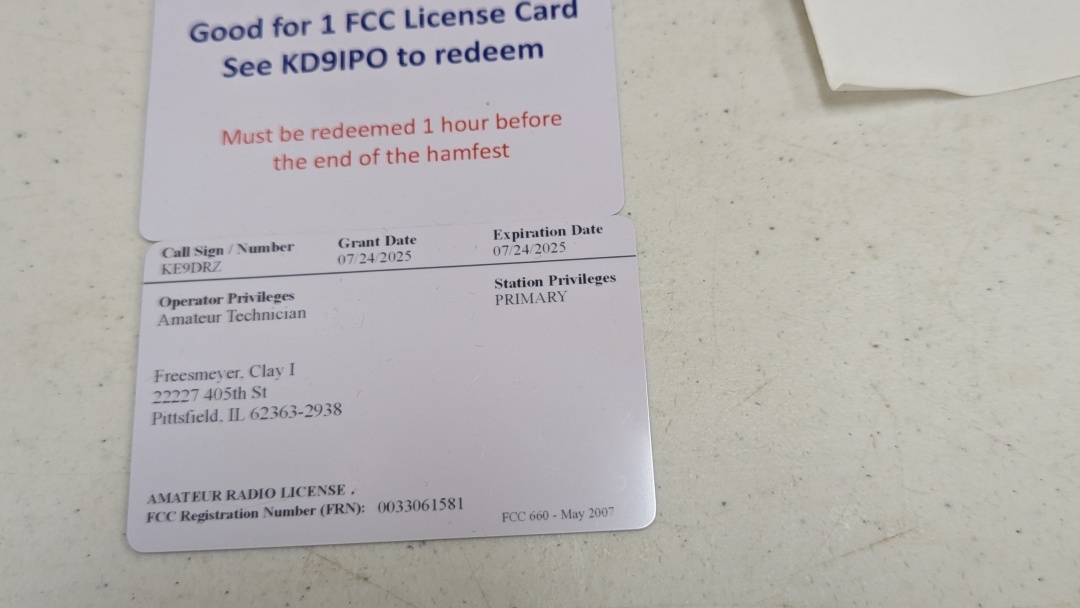 Good for 1 FCC License Card
See KD9IPO to redeem
Must be redeemed 1 hour before
the end of the hamfest
Call Sign / Number Grant Date Expiration Date
KE9DRZ 07/24/2025 07/24/2025
Operator Privileges Station Privileges
Amateur Technician PRIMARY
Freesmeyer, Clay I
22227 405th St
Pittsfield, IL 62363-2938
AMATEUR RADIO LICENSE .
FCC Registration Number (FRN): 0033061581
FCC 660 - May 2007